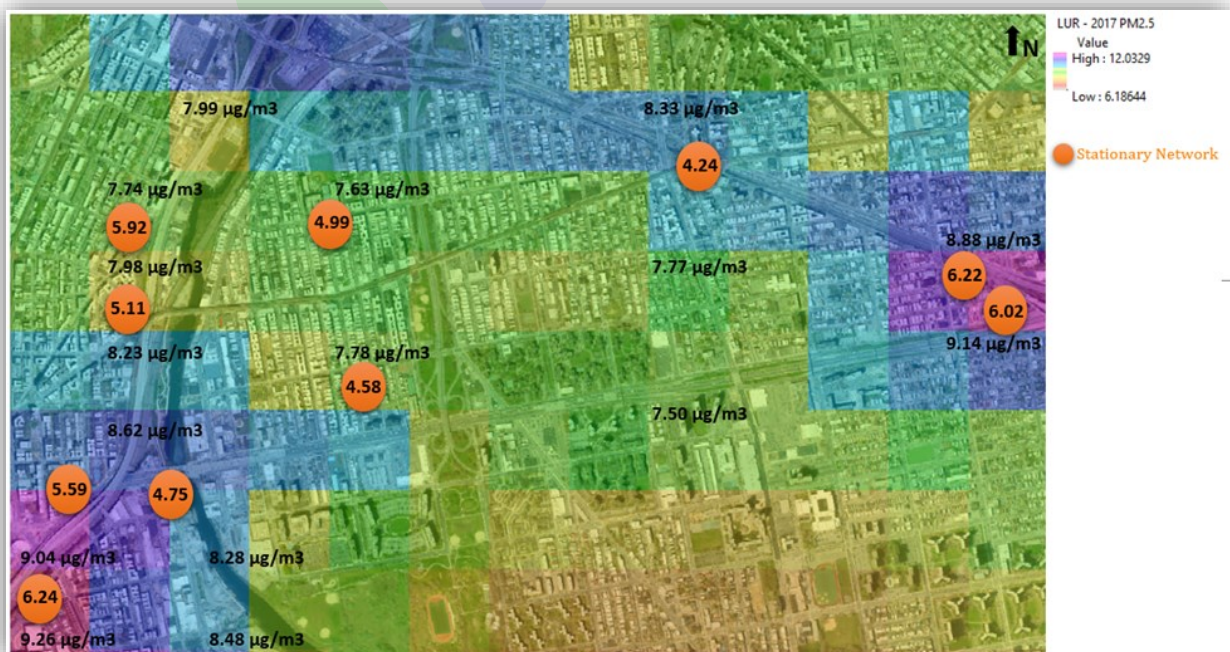 LUR - 2017 PM2.5
Value
High : 12.0329
Low : 6.18644
Stationary Network
N
7.99 µg/m3
8.33 µg/m3
4.24
7.74 µg/m3
7.63 µg/m3
5.92
4.99
8.88 µg/m3
7.98 µg/m3
7.77 µg/m3
6.22
5.11
6.02
8.23 µg/m3
7.78 µg/m3
9.14 µg/m3
4.58
7.50 µg/m3
8.62 µg/m3
5.59
4.75
9.04 µg/m3
8.28 µg/m3
6.24
9.26 µg/m3
8.48 µg/m3